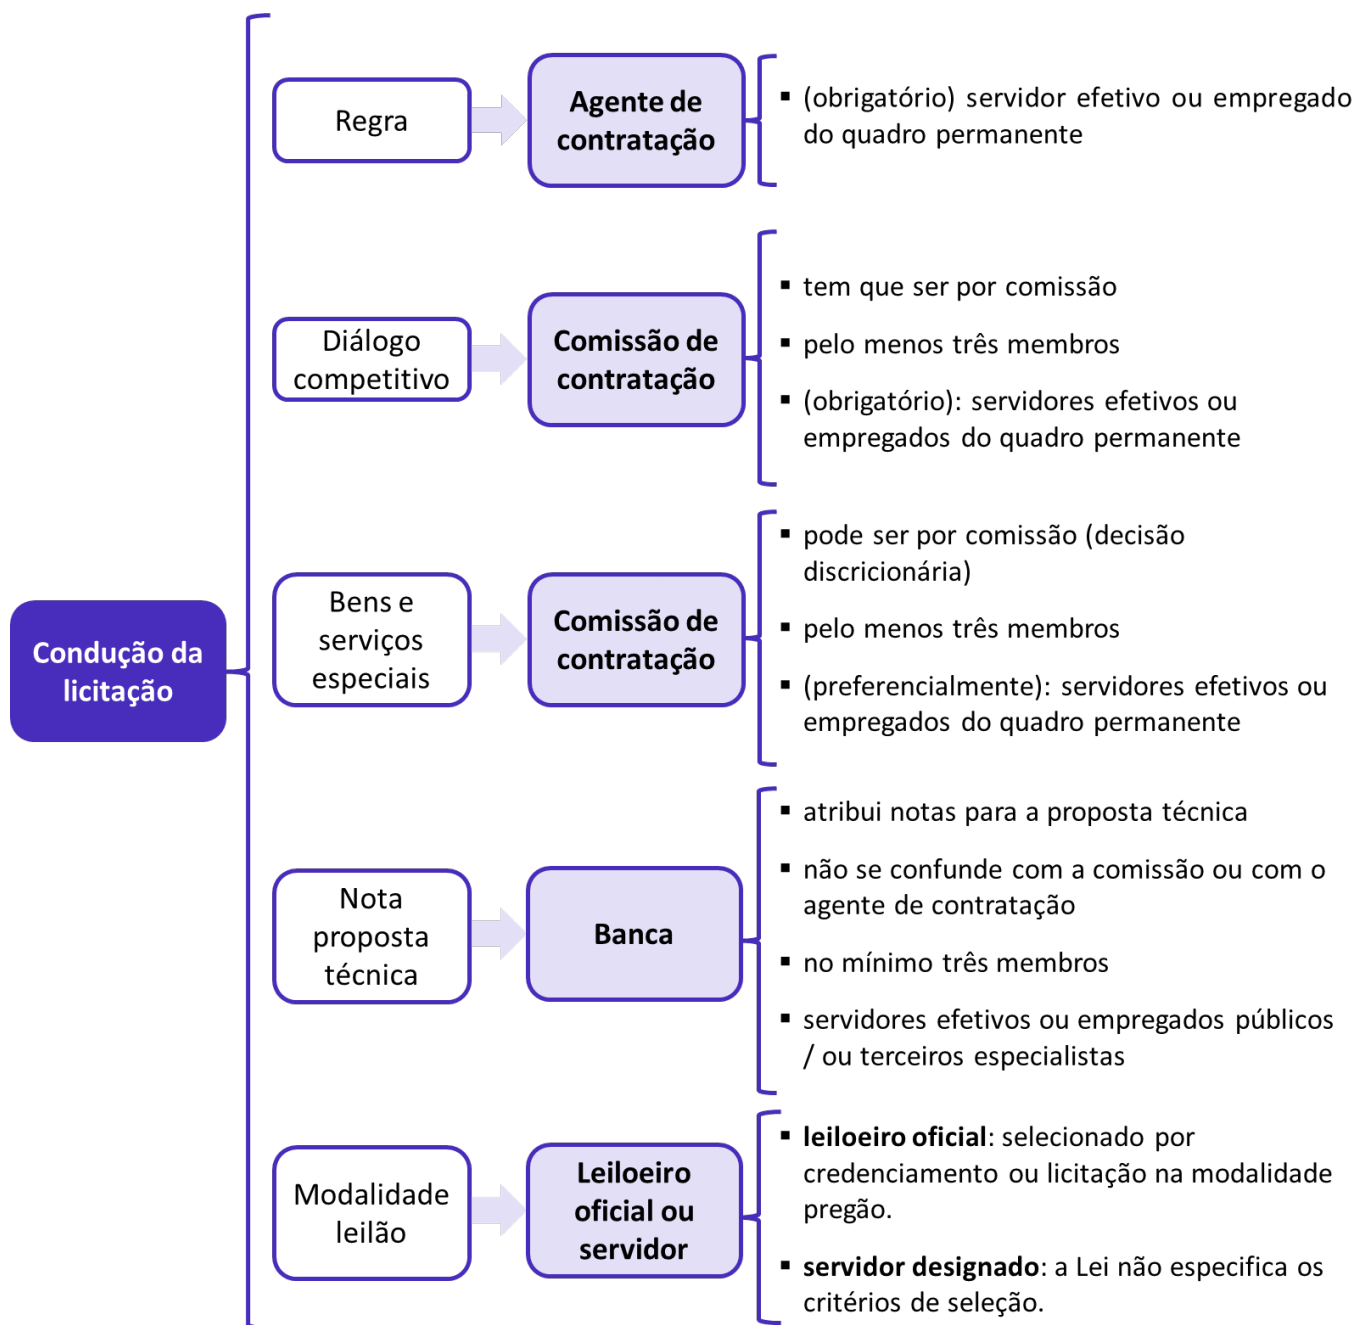 Condução da
licitação
Regra
Agente de
contratação
▪ (obrigatório) servidor efetivo ou empregado
do quadro permanente
Diálogo
competitivo
Comissão de
contratação
▪ tem que ser por comissão
▪ pelo menos três membros
▪ (obrigatório): servidores efetivos ou
empregados do quadro permanente
Bens e
serviços
especiais
Comissão de
contratação
▪ pode ser por comissão (decisão
discricionária)
▪ pelo menos três membros
▪ (preferencialmente): servidores efetivos ou
empregados do quadro permanente
Nota
proposta
técnica
Banca
▪ atribui notas para a proposta técnica
▪ não se confunde com a comissão ou com o
agente de contratação
▪ no mínimo três membros
▪ servidores efetivos ou empregados públicos
/ ou terceiros especialistas
Modalidade
leilão
Leiloeiro
oficial ou
servidor
▪ leiloeiro oficial: selecionado por
credenciamento ou licitação na modalidade
pregão.
▪ servidor designado: a Lei não especifica os
critérios de seleção.